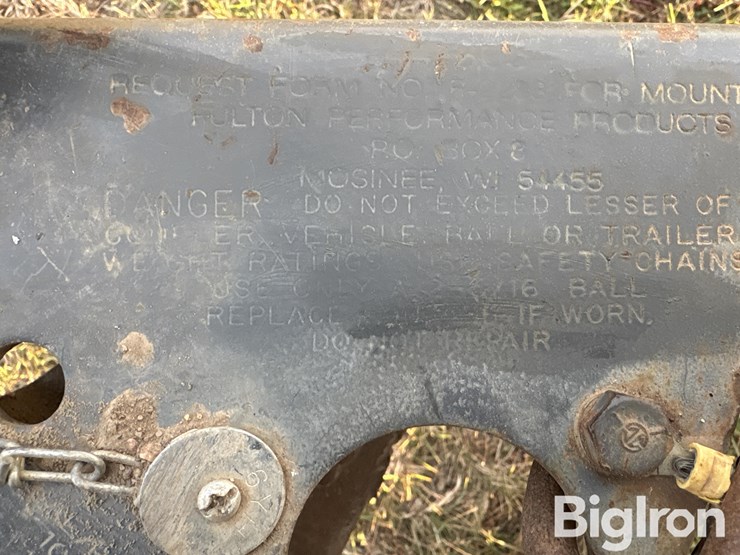 REQUEST FORM NO. FOR MOUNT
FULTON PERFORMANCE PRODUCTS
P.O. BOX 8
MOSINEE, WI 54455
DANGER: DO NOT EXCEED LESSER OF
COUPLER, VEHICLE, BALL OR TRAILER
WEIGHT RATING. SAFETY CHAINS
USE ONLY 5/16 BALL
REPLACE IF WORN.
DO NOT REPAIR
BigIron